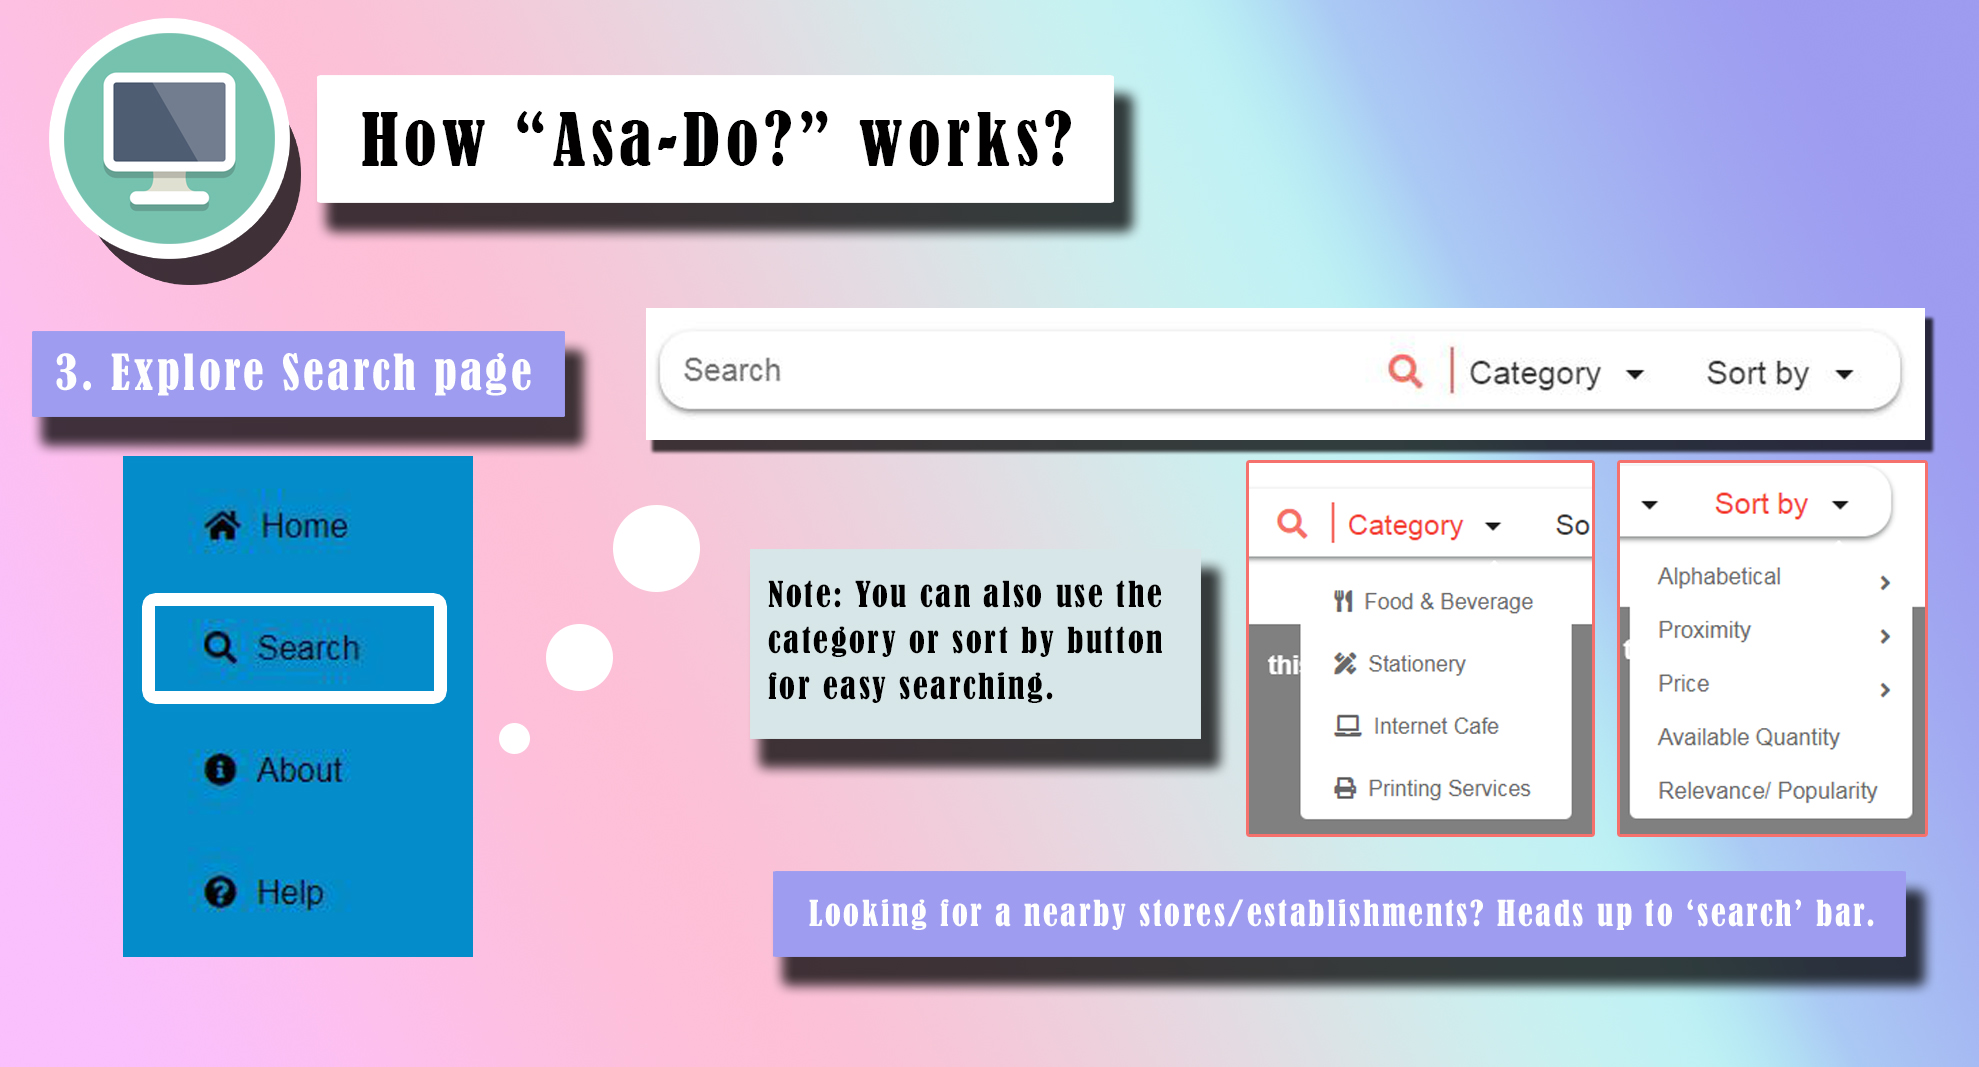 How “Asa-Do?” works?
3. Explore Search page
Search
Category
Sort by
Home
Search
About
Help
Note: You can also use the
category or sort by button
for easy searching.
Category So
Food & Beverage
this
Stationery
Internet Cafe
Printing Services
Sort by
Alphabetical
Proximity
Price
Available Quantity
Relevance/ Popularity
Looking for a nearby stores/establishments? Heads up to ‘search’ bar.